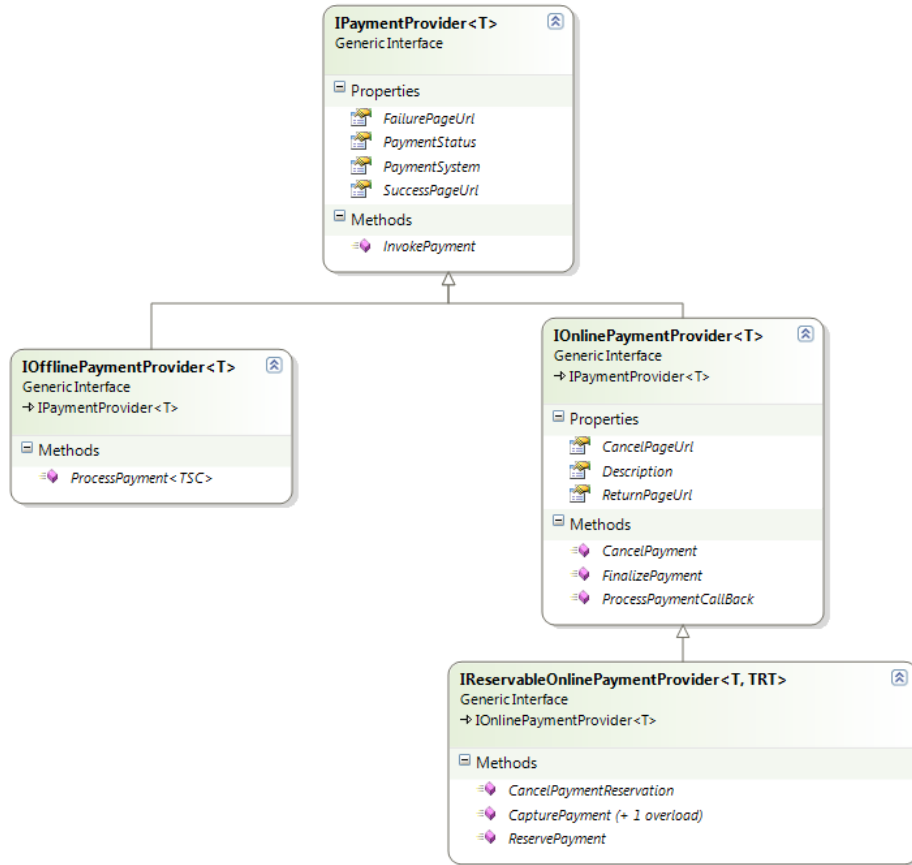 IPaymentProvider<T>
Generic Interface
Properties
FailurePageUrl
PaymentStatus
PaymentSystem
SuccessPageUrl
Methods
InvokePayment
IOfflinePaymentProvider<T>
Generic Interface
IPaymentProvider<T>
Methods
ProcessPayment<TSC>
IOnlinePaymentProvider<T>
Generic Interface
IPaymentProvider<T>
Properties
CancelPageUrl
Description
ReturnPageUrl
Methods
CancelPayment
FinalizePayment
ProcessPaymentCallBack
IReservableOnlinePaymentProvider<T, TRT>
Generic Interface
IOnlinePaymentProvider<T>
Methods
CancelPaymentReservation
CapturePayment (+ 1 overload)
ReservePayment